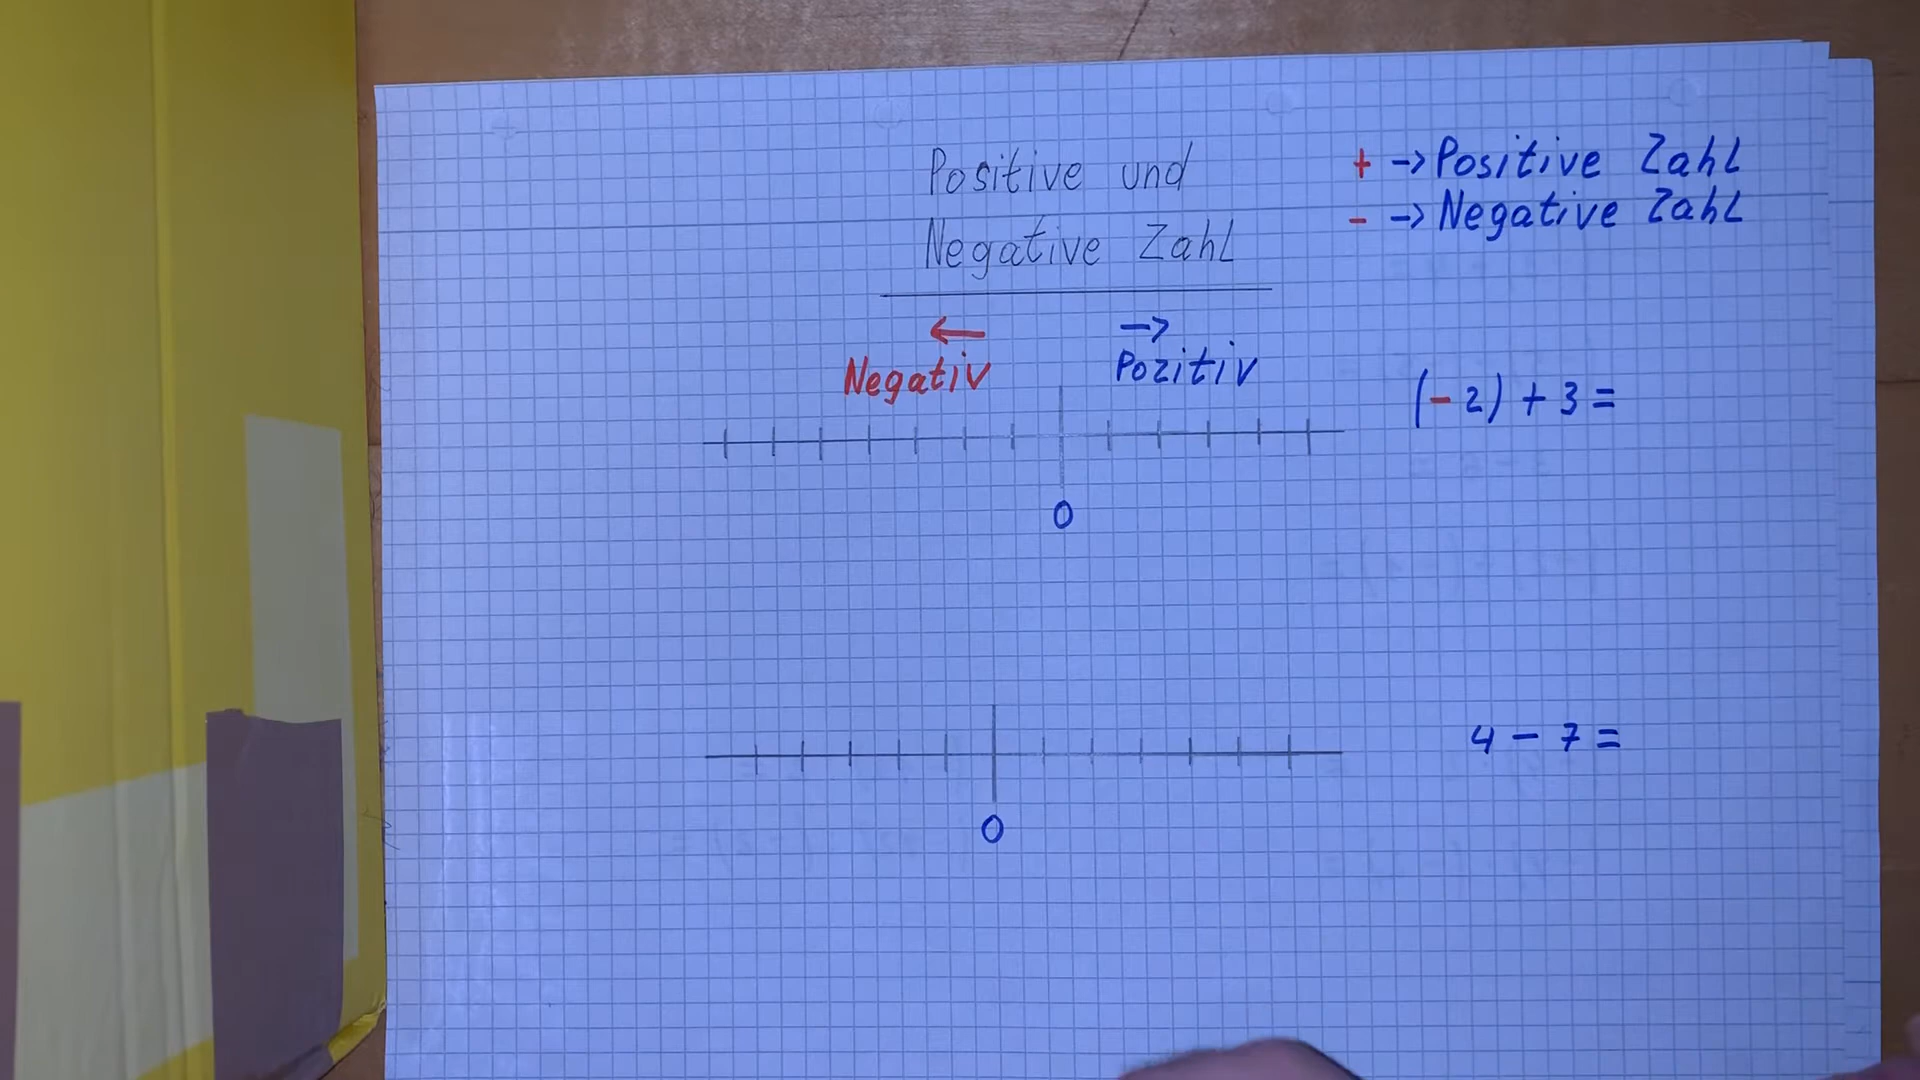 Positive und
Negative Zahl
+ -> Positive Zahl
- -> Negative Zahl
<- ->
Negativ Pozitiv
(-2) + 3 =
0
4 - 7 =
0